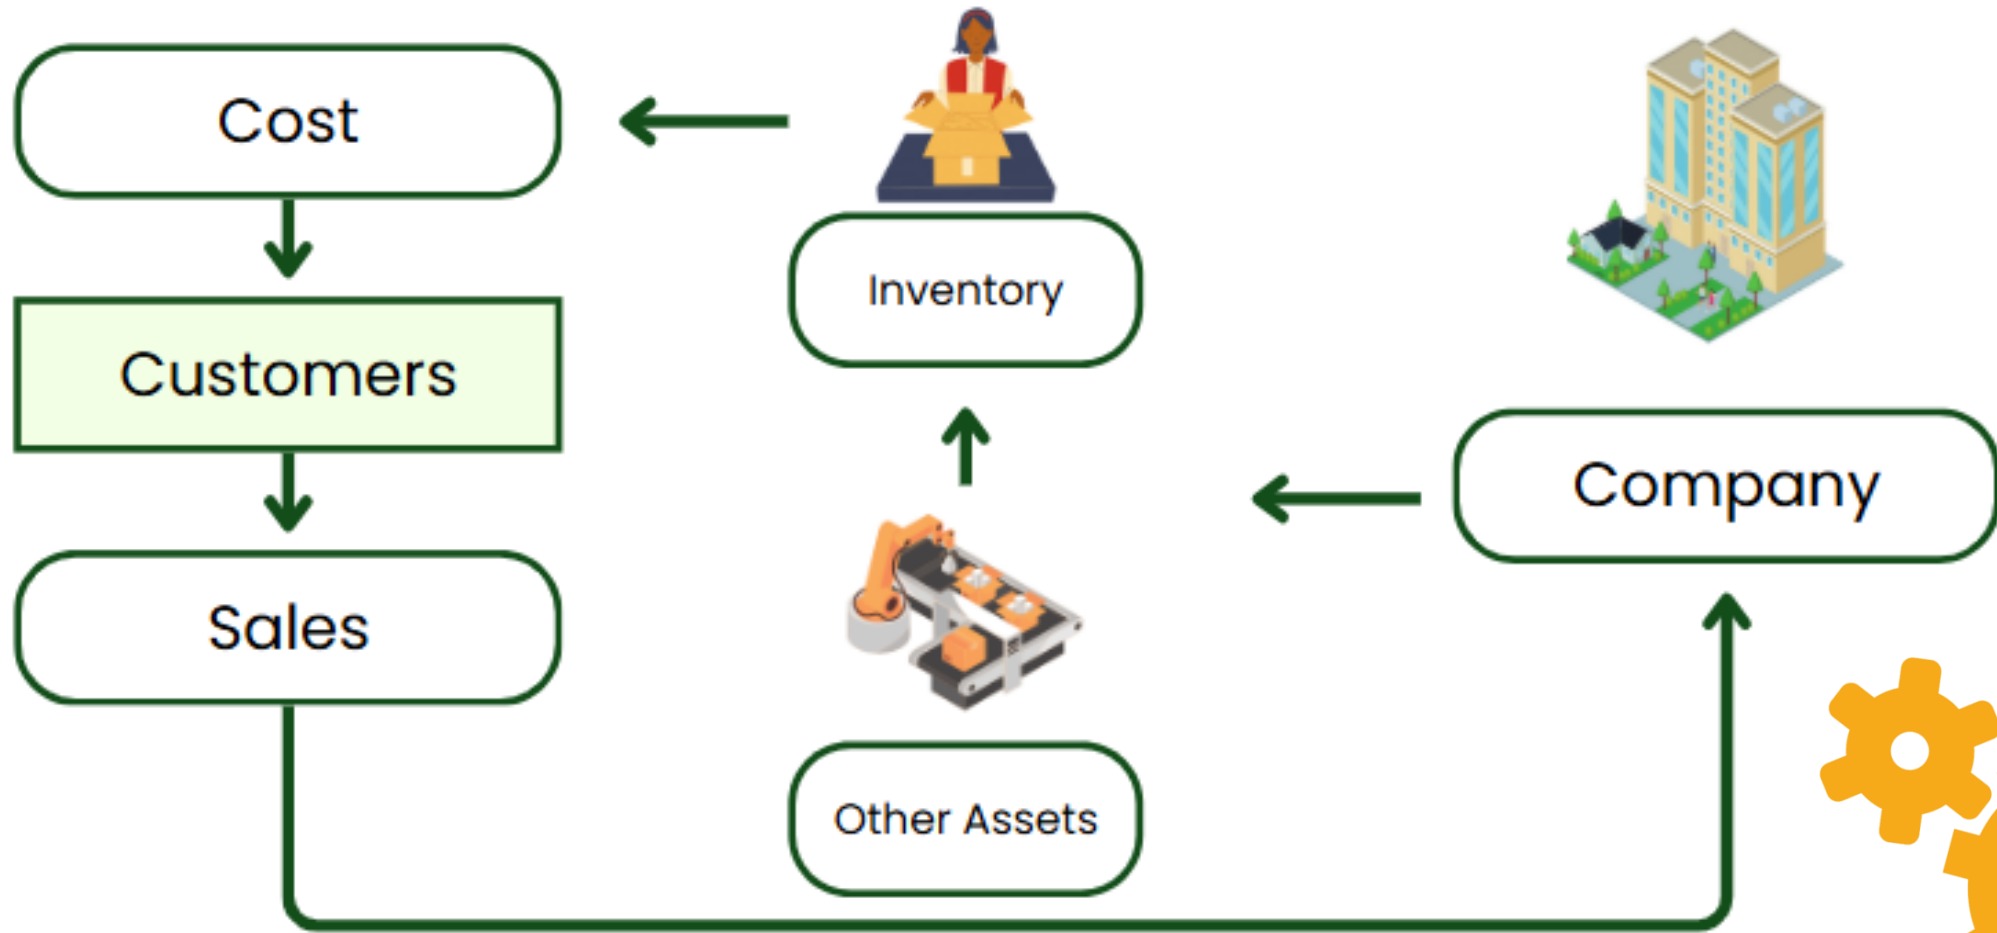 Cost
Inventory
Customers
Company
Sales
Other Assets